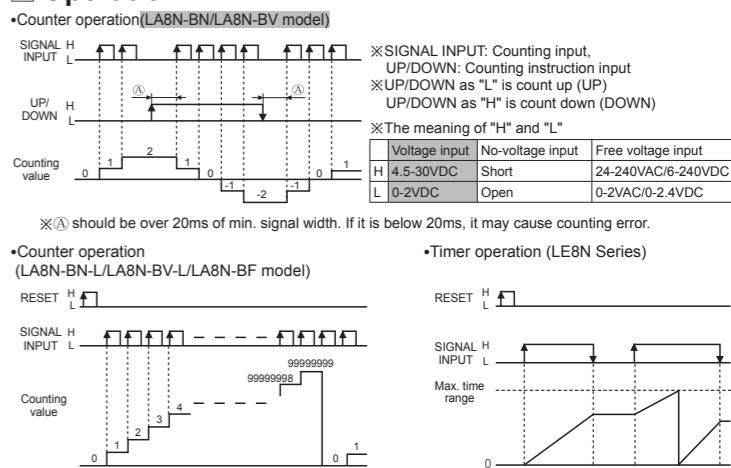 •Counter operation(LA8N-BN/LA8N-BV model)
SIGNAL H
INPUT L
Ⓐ Ⓐ
UP/ H
DOWN L
Counting
value
0 1 2 1 0 -1 -2 -1 0 1
※SIGNAL INPUT: Counting input,
UP/DOWN: Counting instruction input
※UP/DOWN as "L" is count up (UP)
UP/DOWN as "H" is count down (DOWN)
※The meaning of "H" and "L"
Voltage input No-voltage input Free voltage input
H 4.5-30VDC Short 24-240VAC/6-240VDC
L 0-2VDC Open 0-2VAC/0-2.4VDC
※Ⓐ should be over 20ms of min. signal width. If it is below 20ms, it may cause counting error.
•Counter operation
(LA8N-BN-L/LA8N-BV-L/LA8N-BF model)
RESET H
L
SIGNAL H
INPUT L
Counting
value
0 1 2 3 4 99999998 99999999 0 1
•Timer operation (LE8N Series)
RESET H
L
SIGNAL H
INPUT L
Max. time
range
0